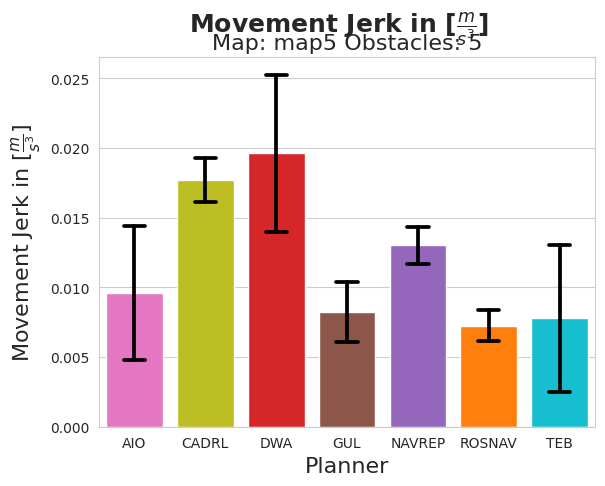 Movement Jerk in [m/s³]
Map: map5 Obstacles: 5
Movement Jerk in [m/s³]
0.025
0.020
0.015
0.010
0.005
0.000
AIO CADRL DWA GUL NAVREP ROSNAV TEB
Planner